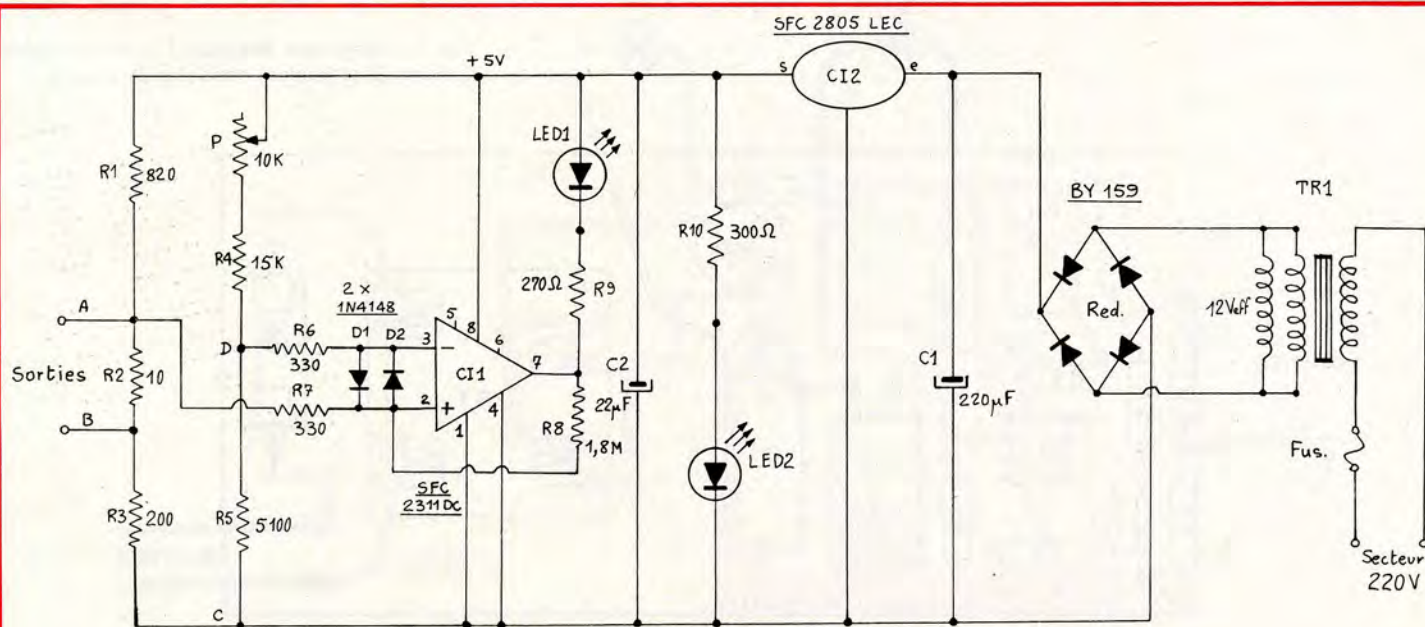 SFC 2805 LEC
+ 5V
s
CI2
e
P
10K
LED1
R1
820
BY 159
TR1
R10
300Ω
R4
15K
270Ω
R9
2 ×
1N4148
12Veff
Red.
A
R6
D1
D2
3
5
8
6
D
330
CI1
7
C2
C1
Sorties
R2
10
R7
2
4
22µF
220µF
B
330
1
R8
1,8M
LED2
Fus.
SFC
2311DC
R3
200
R5
5100
Secteur
220V
C